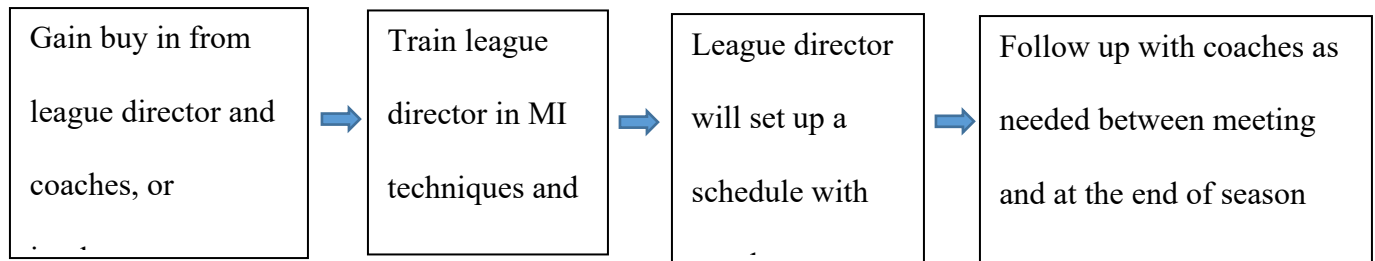 Gain buy in from
league director and
coaches, or
Train league
director in MI
techniques and
League director
will set up a
schedule with
Follow up with coaches as
needed between meeting
and at the end of season